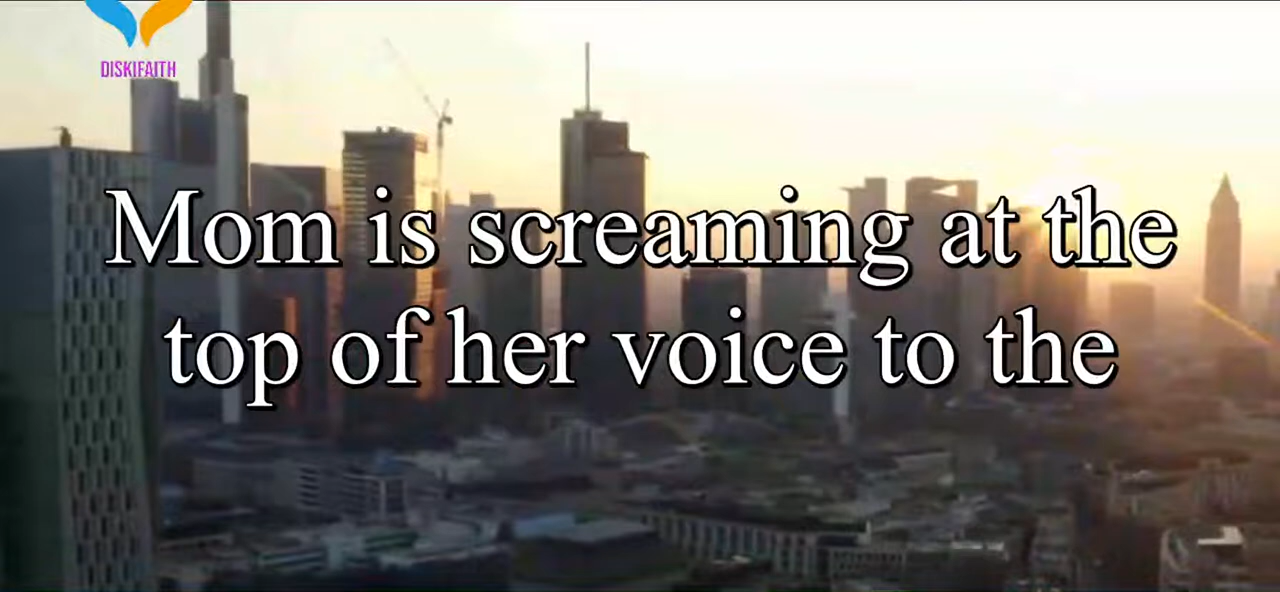 DISKIFAITH
Mom is screaming at the
top of her voice to the